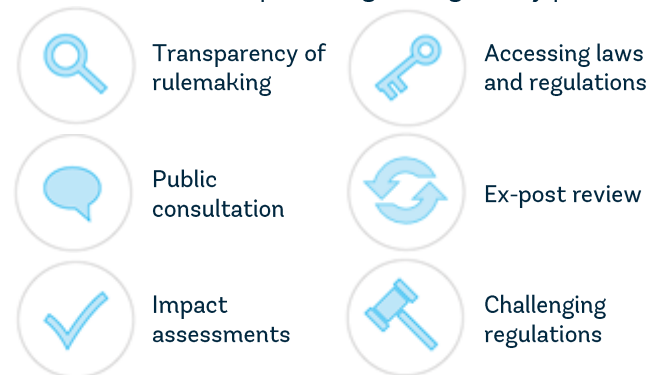 Transparency of
rulemaking
Accessing laws
and regulations
Public
consultation
Ex-post review
Impact
assessments
Challenging
regulations